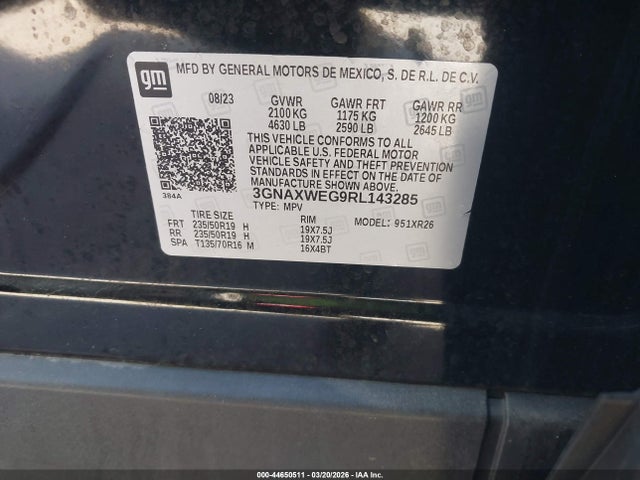 gm MFD BY GENERAL MOTORS DE MEXICO, S. DE R.L. DE C.V.
08/23 GVWR GAWR FRT GAWR RR
2100 KG 1175 KG 1200 KG
4630 LB 2590 LB 2645 LB
THIS VEHICLE CONFORMS TO ALL
APPLICABLE U.S. FEDERAL MOTOR
VEHICLE SAFETY AND THEFT PREVENTION
STANDARDS IN EFFECT ON THE DATE OF
MANUFACTURE SHOWN ABOVE.
384A
3GNAXWEG9RL143285
TYPE: MPV MODEL: 951XR26
TIRE SIZE RIM
FRT 235/50R19 H 19X7.5J
RR 235/50R19 H 19X7.5J
SPA T135/70R16 M 16X4BT
000-44650511 - 03/20/2026 - IAA Inc.